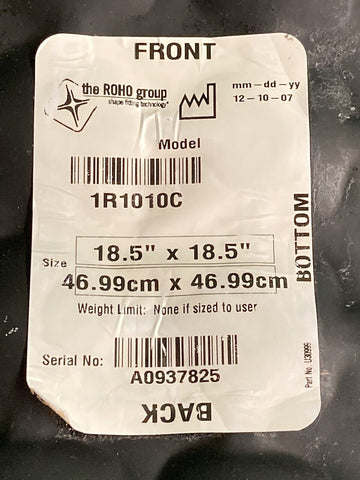 FRONT
the ROHO group
shape fitting technology®
mm-dd-yy
12-10-07
Model
1R1010C
Size
18.5" x 18.5"
46.99cm x 46.99cm
Weight Limit: None if sized to user
Serial No:
A0937825
BOTTOM
Part No. U30999
BACK